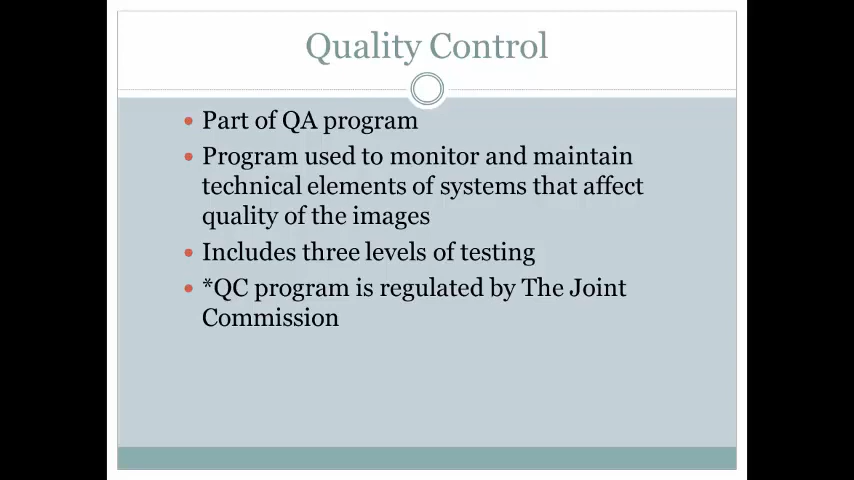 Quality Control
• Part of QA program
• Program used to monitor and maintain
technical elements of systems that affect
quality of the images
• Includes three levels of testing
• *QC program is regulated by The Joint
Commission